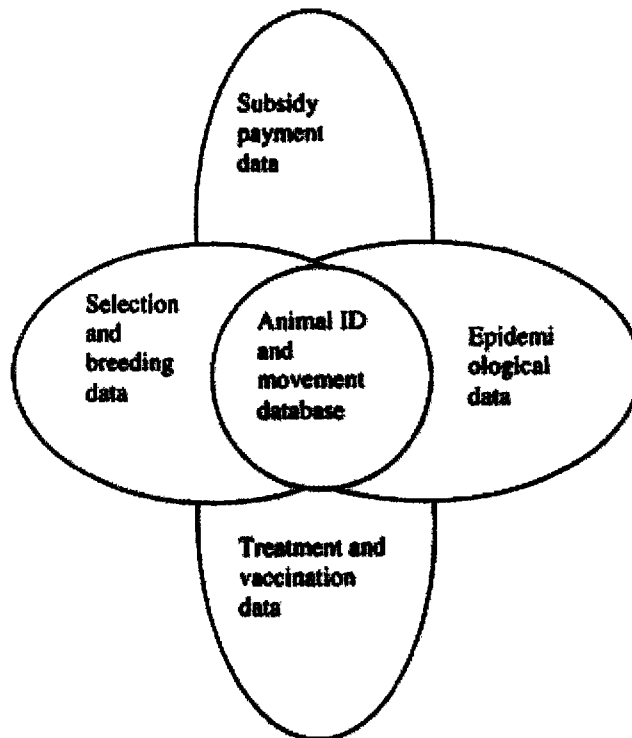 Subsidy
payment
data
Selection
and
breeding
data
Animal ID
and
movement
database
Epidemi
ological
data
Treatment and
vaccination
data